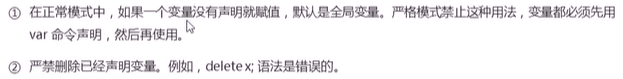 ① 在正常模式中，如果一个变量没有声明就赋值，默认是全局变量。严格模式禁止这种用法，变量都必须先用
var 命令声明，然后再使用。
② 严禁删除已经声明变量。例如，delete x; 语法是错误的。